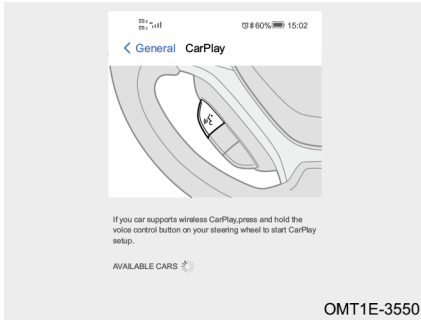 60% 15:02
General CarPlay
If you car supports wireless CarPlay,press and hold the
voice control button on your steering wheel to start CarPlay
setup.
AVAILABLE CARS
OMT1E-3550